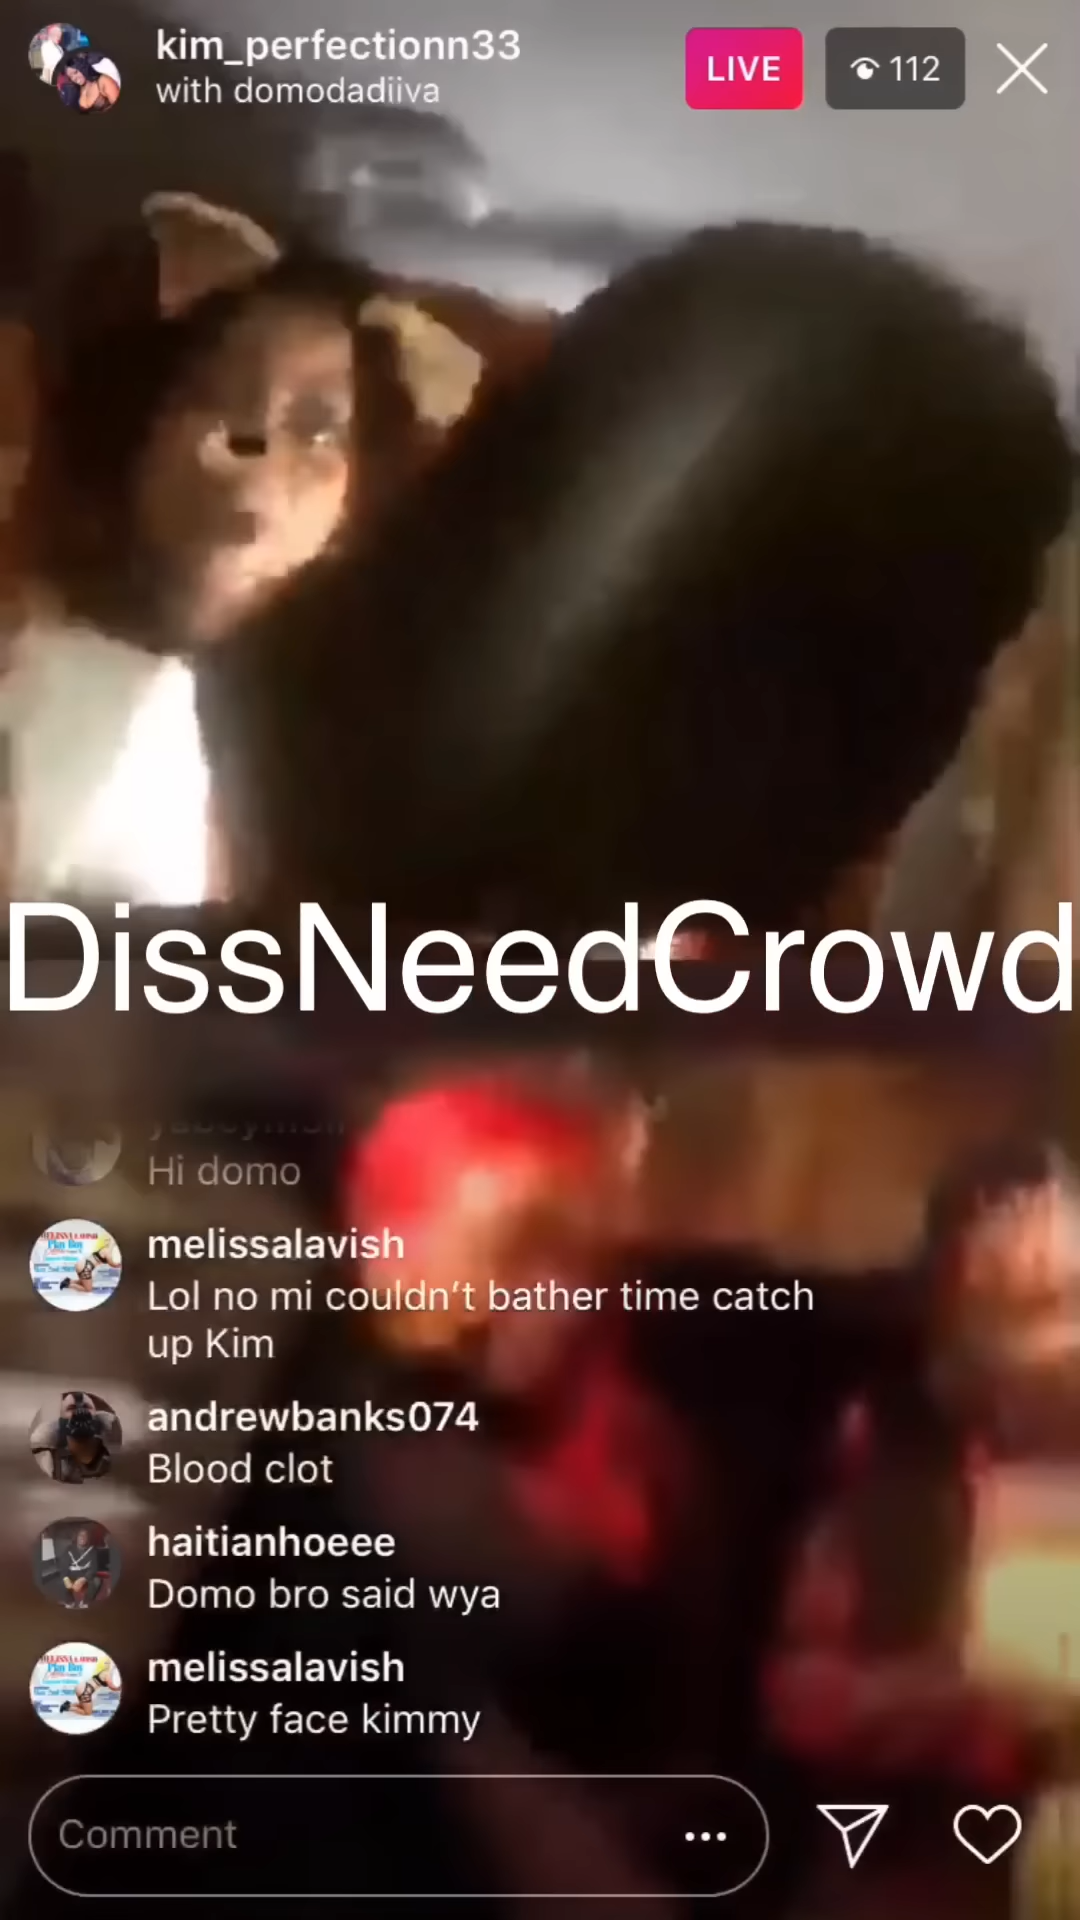 kim_perfectionn33
with domodadiiva
LIVE
112
DissNeedCrowd
Hi domo
melissalavish
Lol no mi couldn’t bather time catch
up Kim
andrewbanks074
Blood clot
haitianhoeee
Domo bro said wya
melissalavish
Pretty face kimmy
Comment